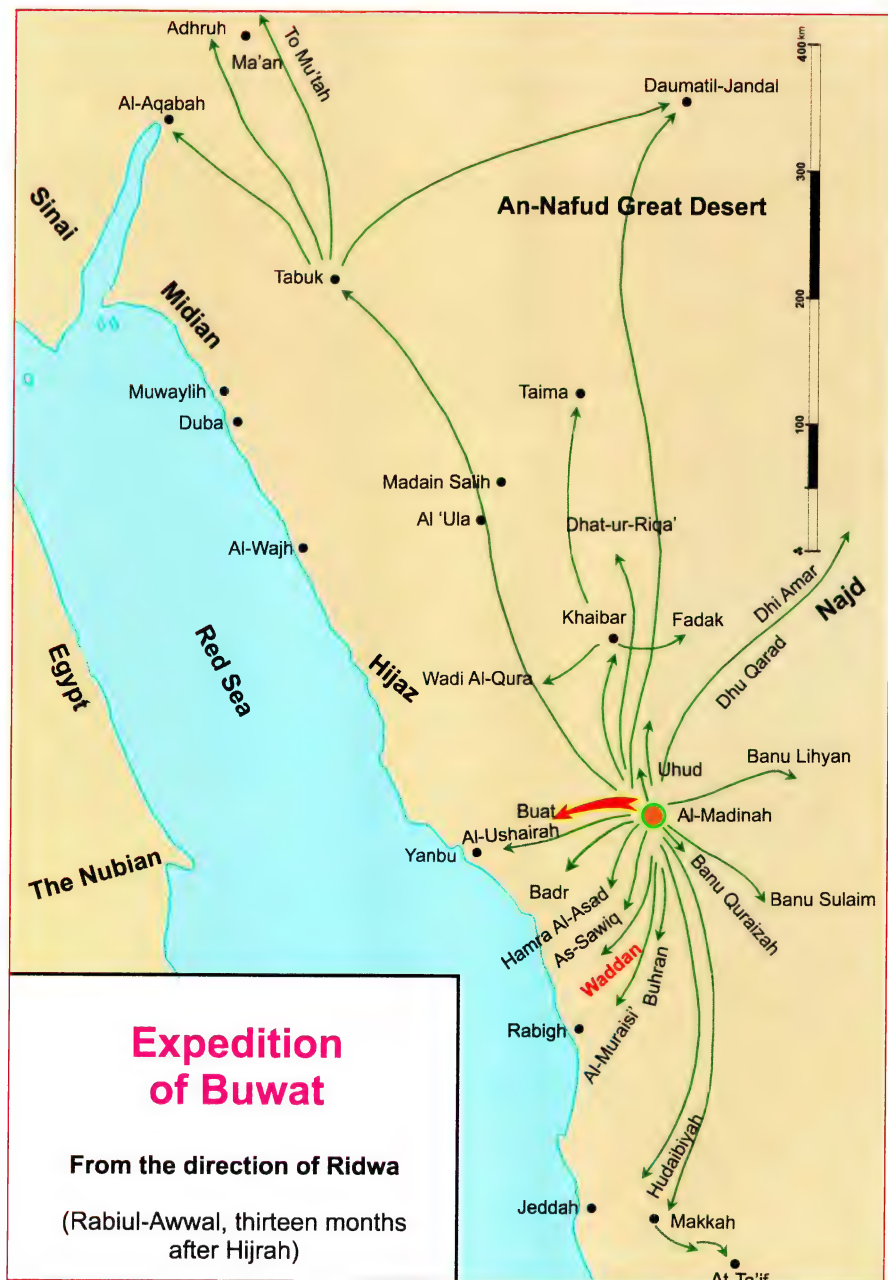 Adhruh
Ma'an
To Mu'tah
400 km
Al-Aqabah
Daumatil-Jandal
Sinai
300
An-Nafud Great Desert
Tabuk
200
Midian
Muwaylih
Duba
Taima
100
Madain Salih
Al 'Ula
Dhat-ur-Riqa'
Al-Wajh
Dhi Amar
Najd
Khaibar
Fadak
Red Sea
Egypt
Hijaz
Wadi Al-Qura
Dhu Qarad
Uhud
Banu Lihyan
Buat
Al-Madinah
Al-Ushairah
Yanbu
The Nubian
Badr
Banu Quraizah
Banu Sulaim
Hamra Al-Asad
As-Sawiq
Waddan
Buhran
Al-Muraisi'
Rabigh
Hudaibiyah
Jeddah
Makkah
At-Ta'if
Expedition
of Buwat
From the direction of Ridwa
(Rabiul-Awwal, thirteen months
after Hijrah)